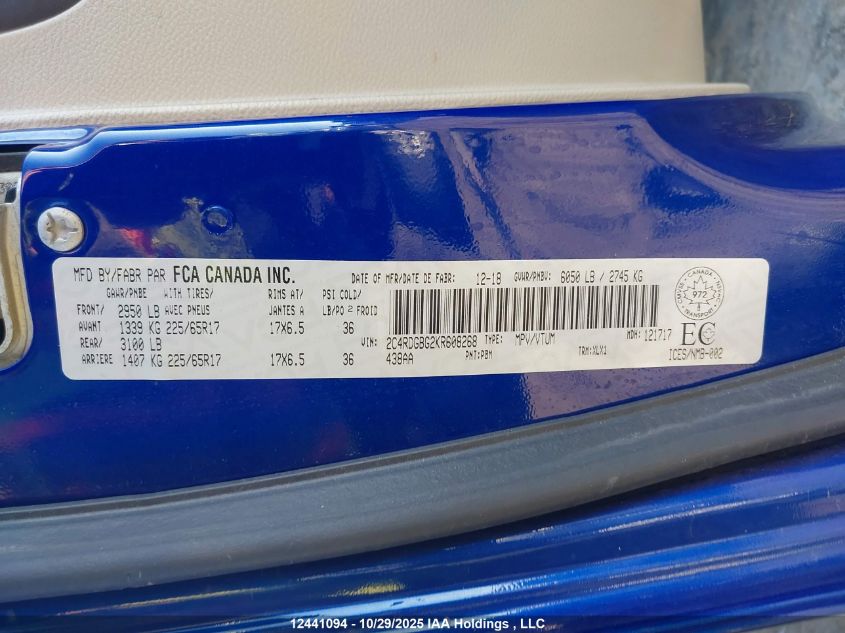 MFD BY/FABR PAR FCA CANADA INC. DATE OF MFR/DATE DE FABR: 12-18 GVWR/PNBV: 6050 LB / 2745 KG
GAWR/PNBE WITH TIRES/ RIMS AT/ PSI COLD/
FRONT/ 2950 LB AVEC PNEUS JANTES A LB/PO 2 FROID
AVANT 1339 KG 225/65R17 17X6.5 36
REAR/ 3100 LB
ARRIERE 1407 KG 225/65R17 17X6.5 36
VIN: 2C4RDGBG2KR608268 TYPE: MPV/VTUM MDH: 121717
438AA PNT:PBM TRM:XLX1
CANADA
972
EC
ICES/NMB-002
12441094 - 10/29/2025 IAA Holdings , LLC.